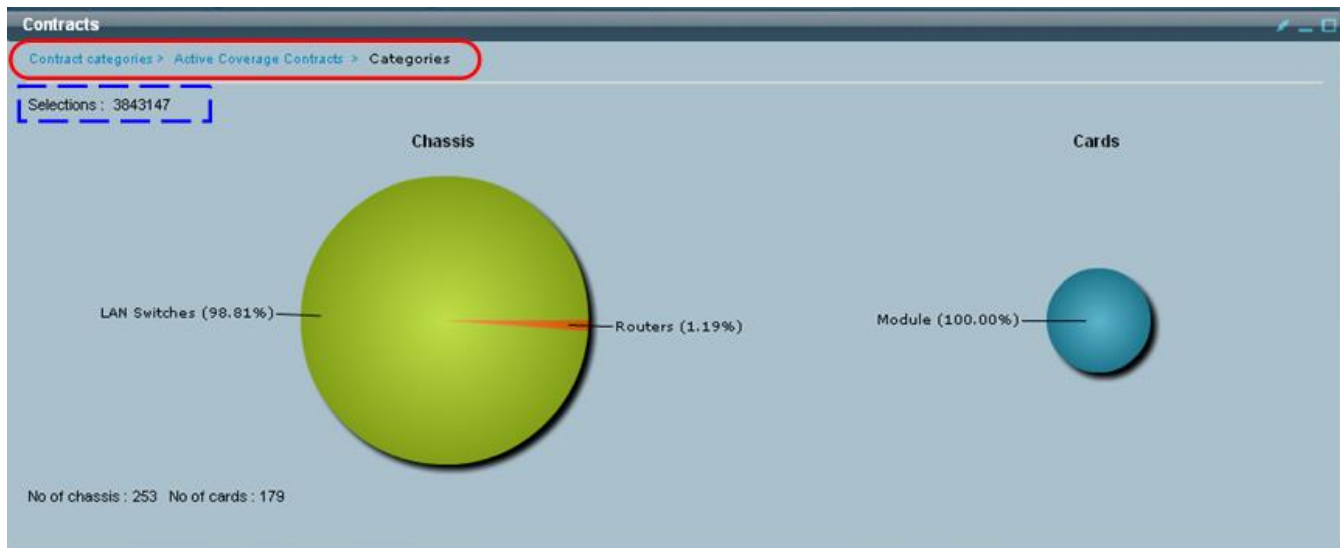 Contracts
Contract categories > Active Coverage Contracts > Categories
Selections : 3843147
Chassis
Cards
LAN Switches (98.81%)
Routers (1.19%)
Module (100.00%)
No of chassis : 253 No of cards : 179